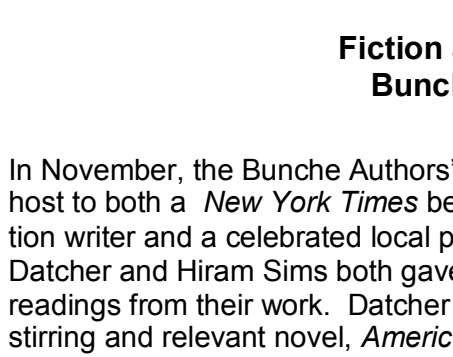 Fiction
Bunch
In November, the Bunche Authors'
host to both a New York Times be
tion writer and a celebrated local p
Datcher and Hiram Sims both gave
readings from their work. Datcher
stirring and relevant novel, Americ